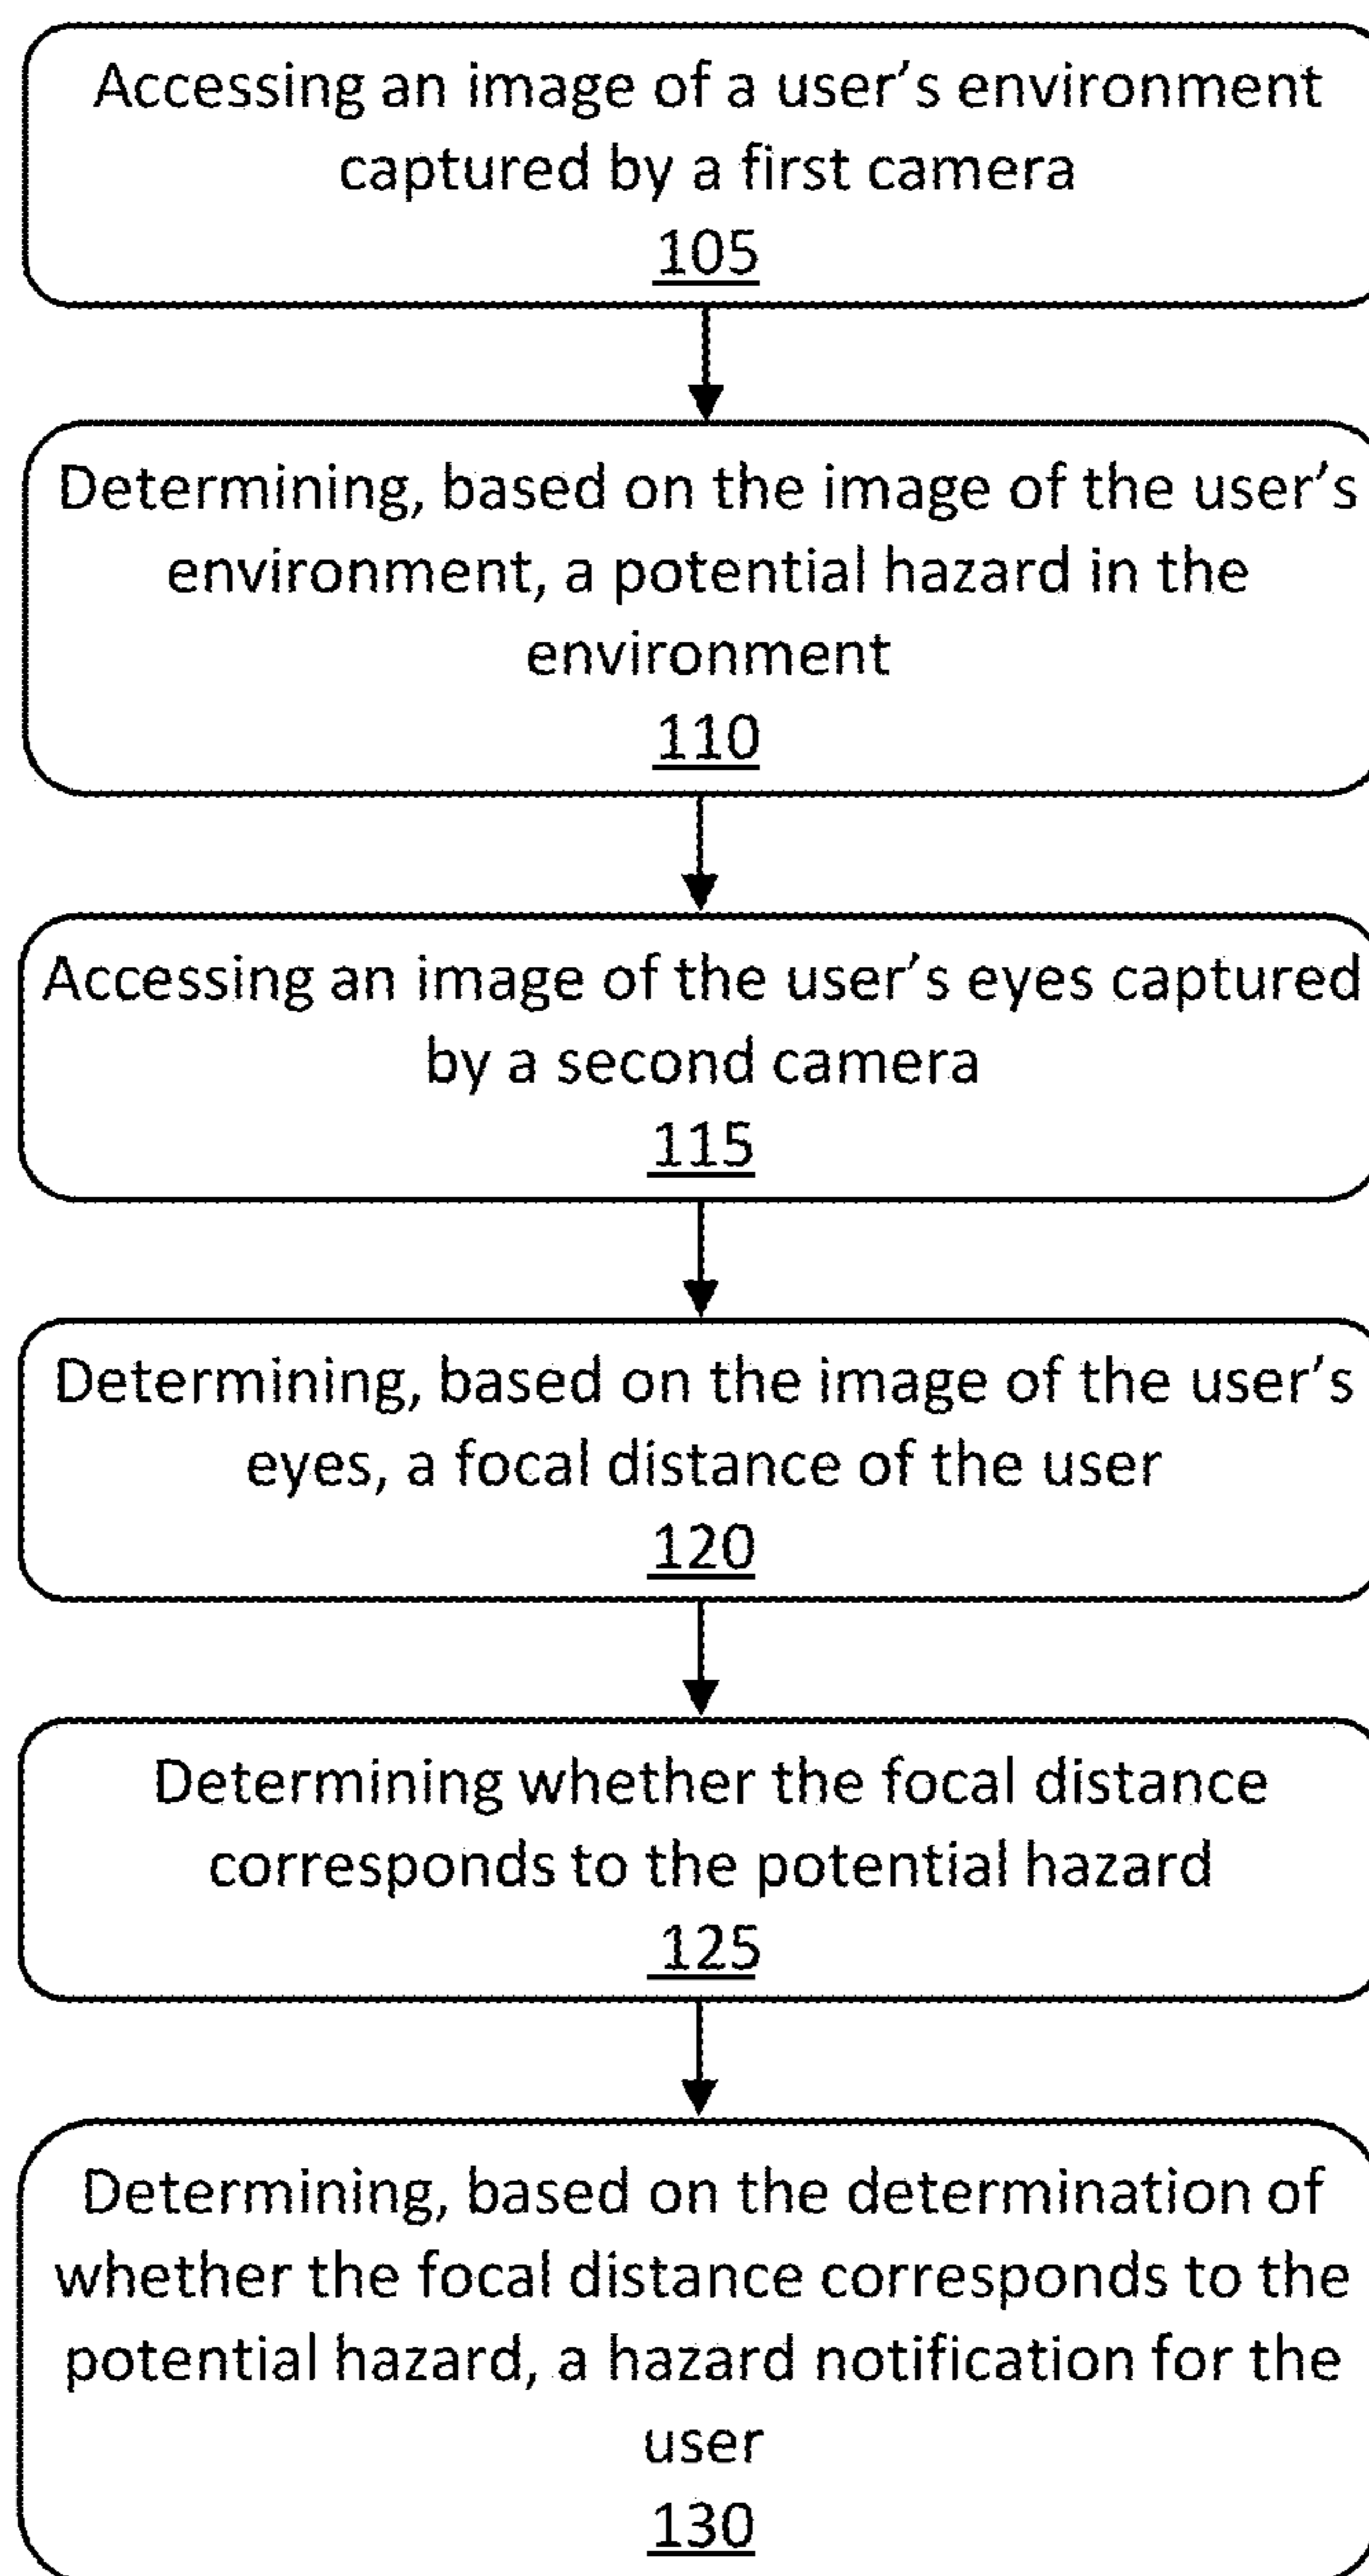 Accessing an image of a user's environment
captured by a first camera
105
Determining, based on the image of the user's
environment, a potential hazard in the
environment
110
Accessing an image of the user's eyes captured
by a second camera
115
Determining, based on the image of the user's
eyes, a focal distance of the user
120
Determining whether the focal distance
corresponds to the potential hazard
125
Determining, based on the determination of
whether the focal distance corresponds to the
potential hazard, a hazard notification for the
user
130